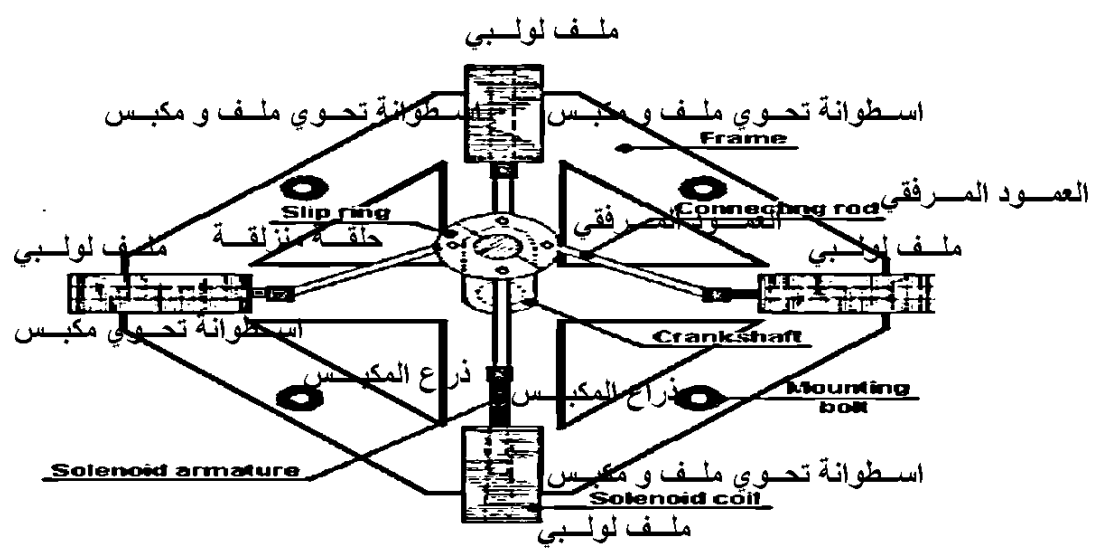 ملف لولبي
اسطوانة تحوي ملف و مكبس
اسطوانة تحوي ملف و مكبس
Frame
العمود المرفقي
Slip ring
Connecting rod
حلقة منزلقة
العمود المرفقي
ملف لولبي
ملف لولبي
اسطوانة تحوي مكبس
Crankshaft
ذراع المكبس
ذراع المكبس
Mounting
bolt
Solenoid armature
اسطوانة تحوي ملف و مكبس
Solenoid coil
ملف لولبي